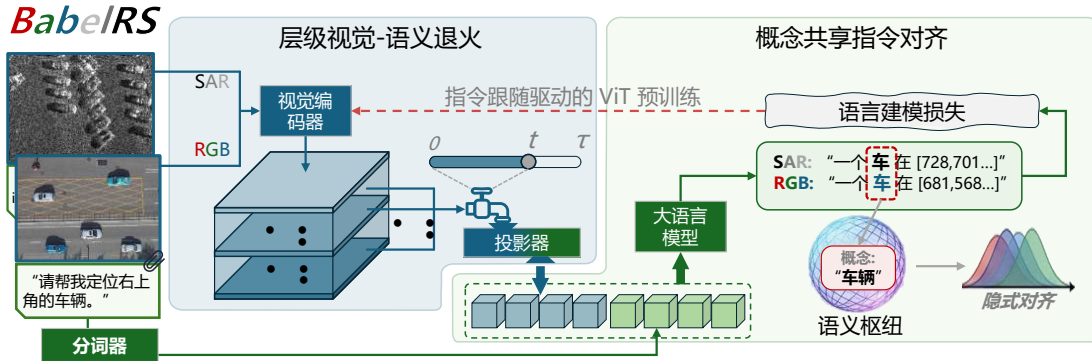 BabelRS
层级视觉-语义退火
概念共享指令对齐
SAR
RGB
视觉编
码器
指令跟随驱动的 ViT 预训练
语言建模损失
0 t τ
SAR: “一个 车 在 [728,701...]”
RGB: “一个 车 在 [681,568...]”
大语言
模型
投影器
概念:
“车辆”
语义枢纽
隐式对齐
“请帮我定位右上
角的车辆。”
分词器